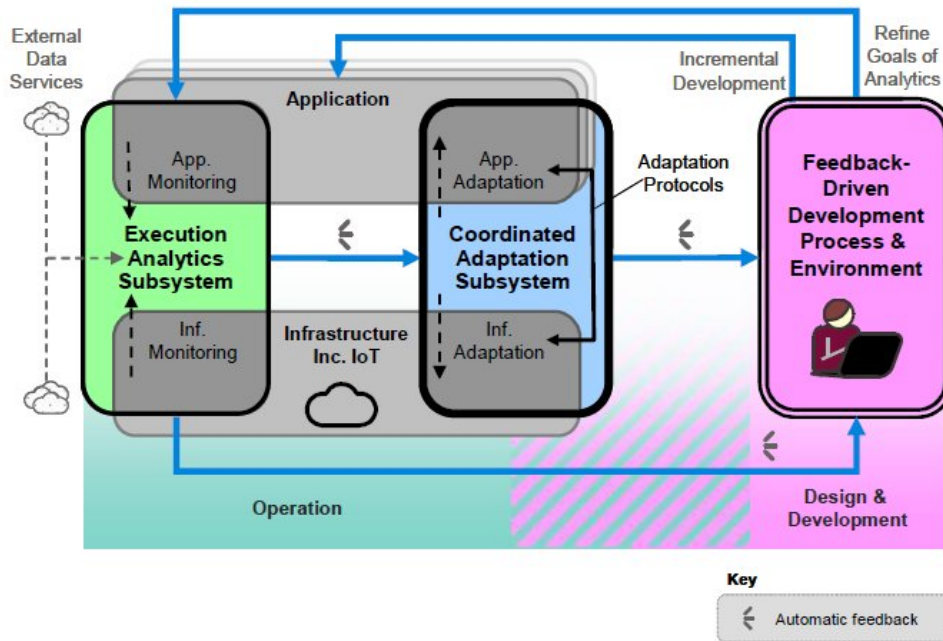 External
Data
Services
Incremental
Development
Refine
Goals of
Analytics
Application
App.
Monitoring
App.
Adaptation
Adaptation
Protocols
Execution
Analytics
Subsystem
Coordinated
Adaptation
Subsystem
Feedback-
Driven
Development
Process &
Environment
Inf.
Monitoring
Infrastructure
Inc. IoT
Inf.
Adaptation
Operation
Design &
Development
Key
Automatic feedback